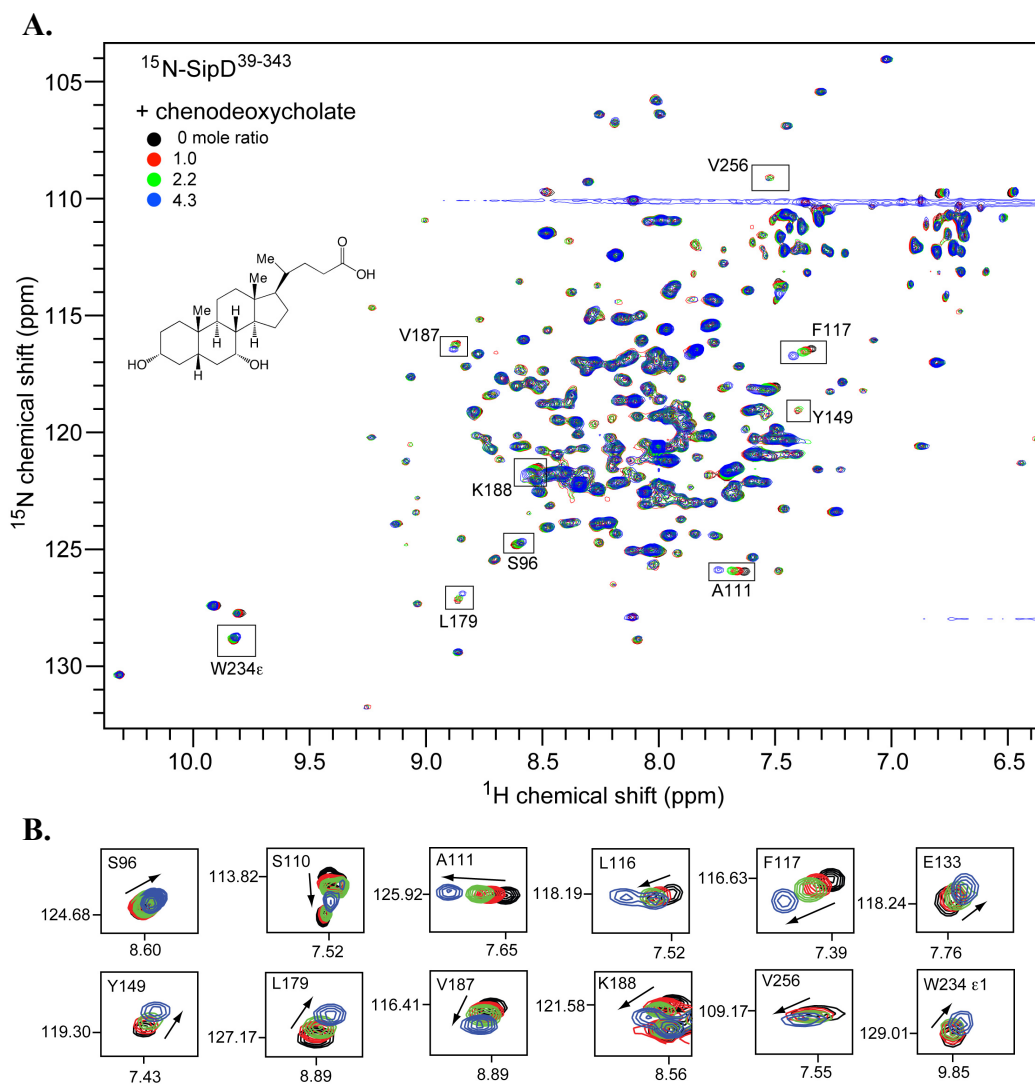 A.
¹⁵N-SipD³⁹⁻³⁴³
+ chenodeoxycholate
0 mole ratio
1.0
2.2
4.3
O
OH
Me
Me
Me
H
H
H
H
HO
OH
V256
V187
F117
Y149
K188
S96
A111
L179
W234ε
105
110
115
120
125
130
¹⁵N chemical shift (ppm)
10.0 9.5 9.0 8.5 8.0 7.5 7.0 6.5
¹H chemical shift (ppm)
B.
S96 S110 A111 L116 F117 E133
124.68 113.82 125.92 118.19 116.63 118.24
8.60 7.52 7.65 7.52 7.39 7.76
Y149 L179 V187 K188 V256 W234 ε1
119.30 127.17 116.41 121.58 109.17 129.01
7.43 8.89 8.89 8.56 7.55 9.85